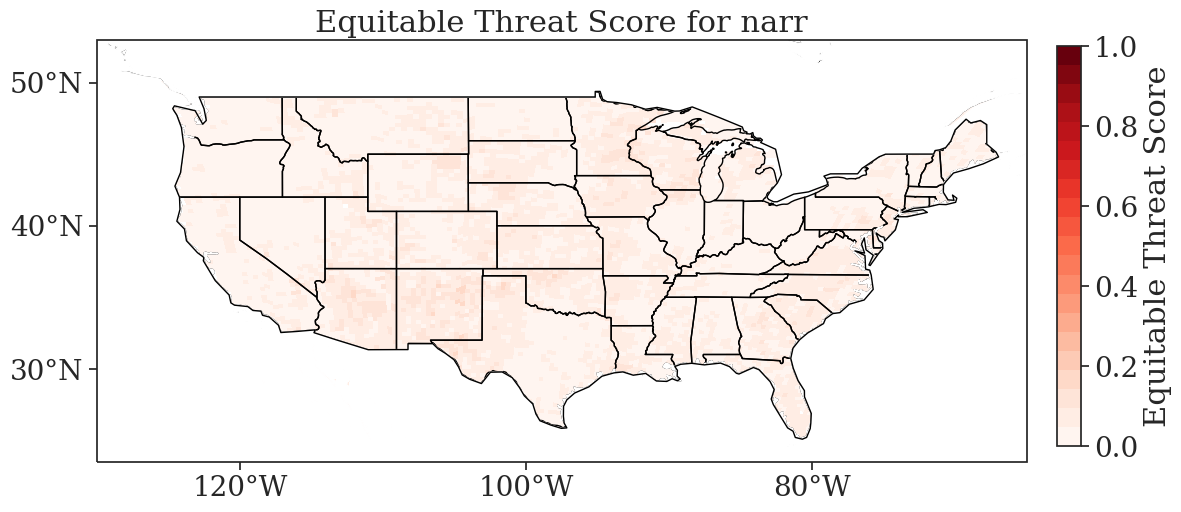 Equitable Threat Score for narr
50°N
40°N
30°N
120°W
100°W
80°W
1.0
0.8
0.6
0.4
0.2
0.0
Equitable Threat Score